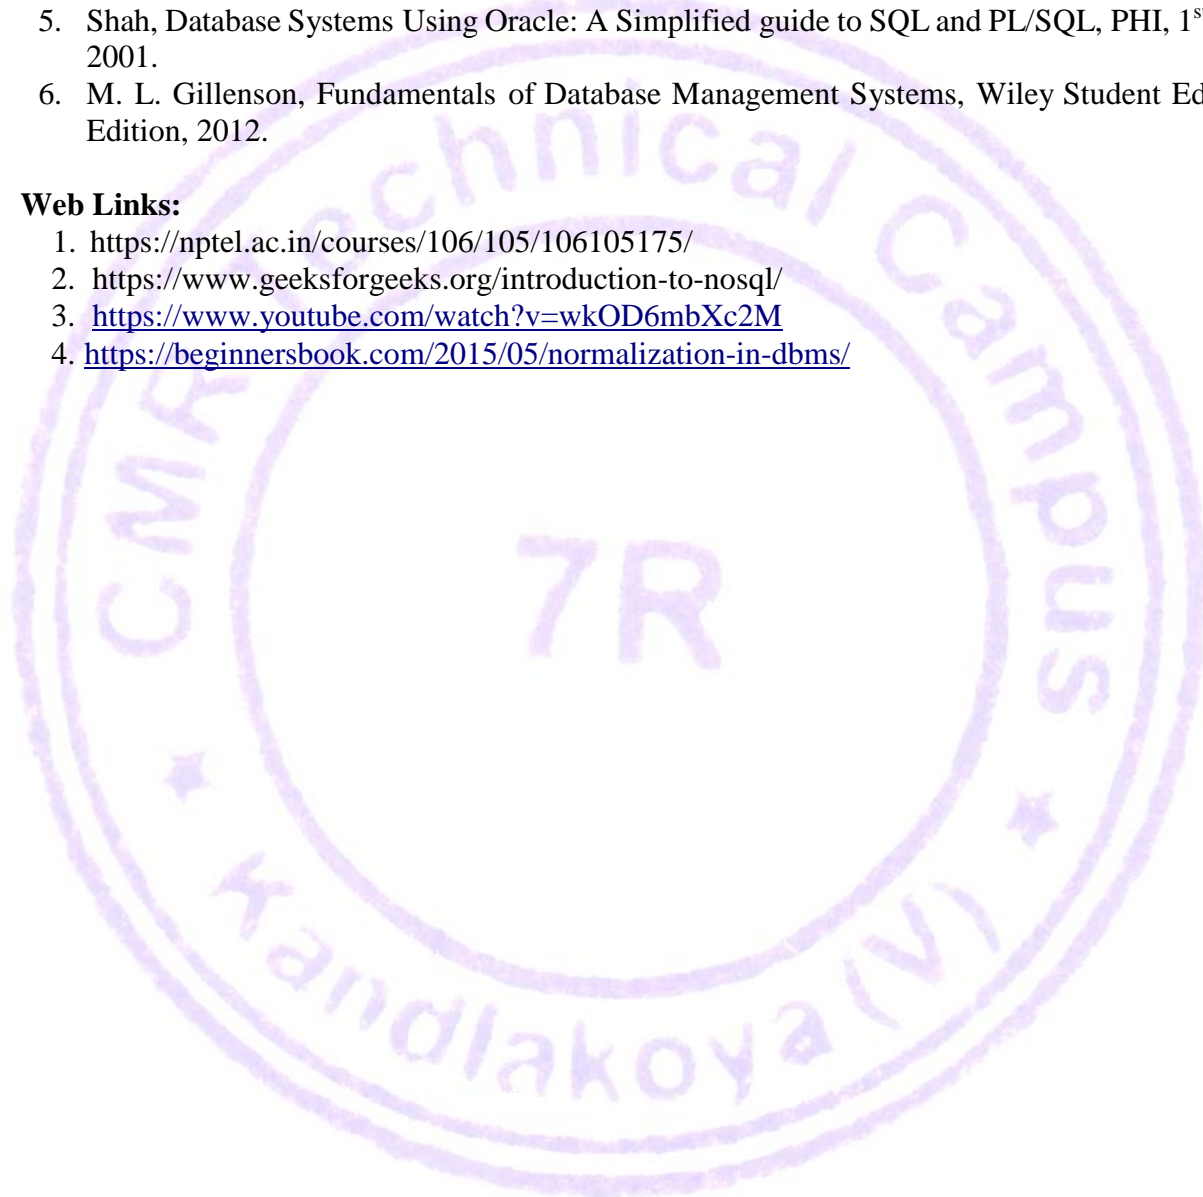 5. Shah, Database Systems Using Oracle: A Simplified guide to SQL and PL/SQL, PHI, 1
2001.
6. M. L. Gillenson, Fundamentals of Database Management Systems, Wiley Student
Edition, 2012.
Web Links:
1. https://nptel.ac.in/courses/106/105/106105175/
2. https://www.geeksforgeeks.org/introduction-to-nosql/
3. https://www.youtube.com/watch?v=wkOD6mbXc2M
4. https://beginnersbook.com/2015/05/normalization-in-dbms/
CMR Technical Campus
7R
Kandlakoya (V)